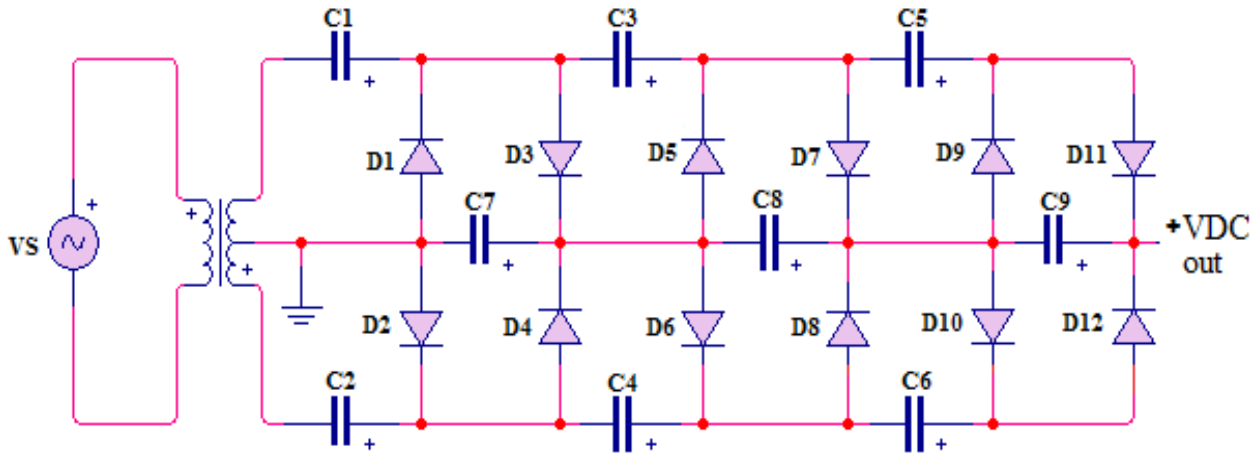 C1 C3 C5
+ + +
D1 D3 D5 D7 D9 D11
+ +
C7 C8 C9
VS
+VDC
out
+
+ + +
D2 D4 D6 D8 D10 D12
C2 C4 C6
+ + +